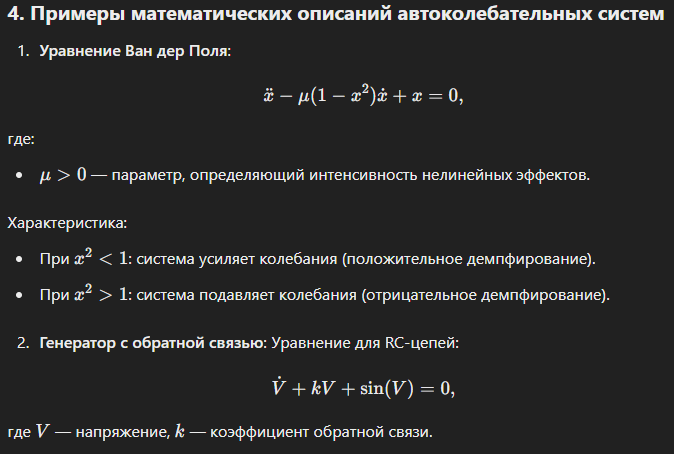 4. Примеры математических описаний автоколебательных систем
1. Уравнение Ван дер Поля:
ẍ − μ(1 − x²)ẋ + x = 0,
где:
• μ > 0 — параметр, определяющий интенсивность нелинейных эффектов.
Характеристика:
• При x² < 1: система усиляет колебания (положительное демпфирование).
• При x² > 1: система подавляет колебания (отрицательное демпфирование).
2. Генератор с обратной связью: Уравнение для RC-цепей:
V̇ + kV + sin(V) = 0,
где V — напряжение, k — коэффициент обратной связи.